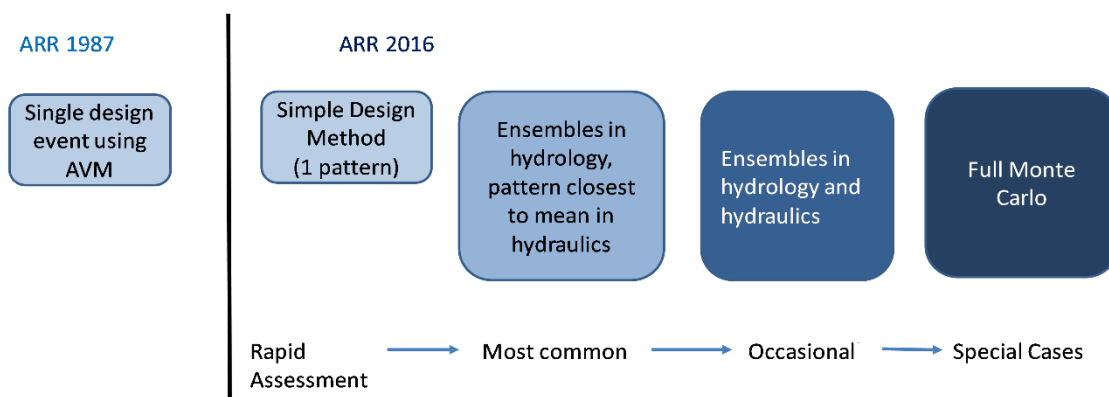 ARR 1987
ARR 2016
Single design
event using
AVM
Simple Design
Method
(1 pattern)
Ensembles in
hydrology,
pattern closest
to mean in
hydraulics
Ensembles in
hydrology and
hydraulics
Full Monte
Carlo
Rapid
Assessment
Most common
Occasional
Special Cases